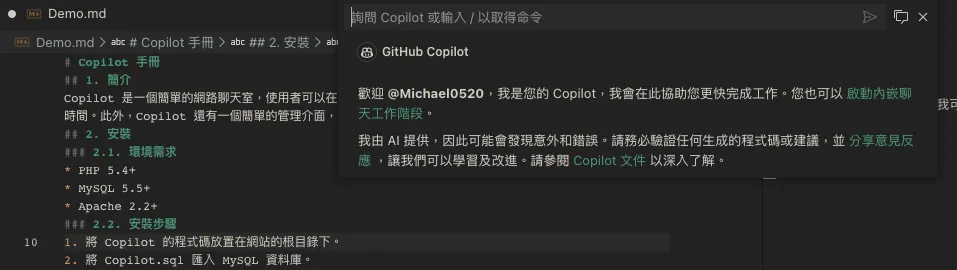 Demo.md
Demo.md > abc # Copilot 手冊 > abc ## 2. 安裝 > abc
# Copilot 手冊
## 1. 簡介
Copilot 是一個簡單的網路聊天室，使用者可以在
時間。此外，Copilot 還有一個簡單的管理介面，
## 2. 安裝
### 2.1. 環境需求
* PHP 5.4+
* MySQL 5.5+
* Apache 2.2+
### 2.2. 安裝步驟
10 1. 將 Copilot 的程式碼放置在網站的根目錄下。
2. 將 Copilot.sql 匯入 MySQL 資料庫。
詢問 Copilot 或輸入 / 以取得命令
GitHub Copilot
歡迎 @Michael0520，我是您的 Copilot，我會在此協助您更快完成工作。您也可以 啟動內嵌聊
天工作階段。
我由 AI 提供，因此可能會發現意外和錯誤。請務必驗證任何生成的程式碼或建議，並 分享意見反
應 ，讓我們可以學習及改進。請參閱 Copilot 文件 以深入了解。
我可